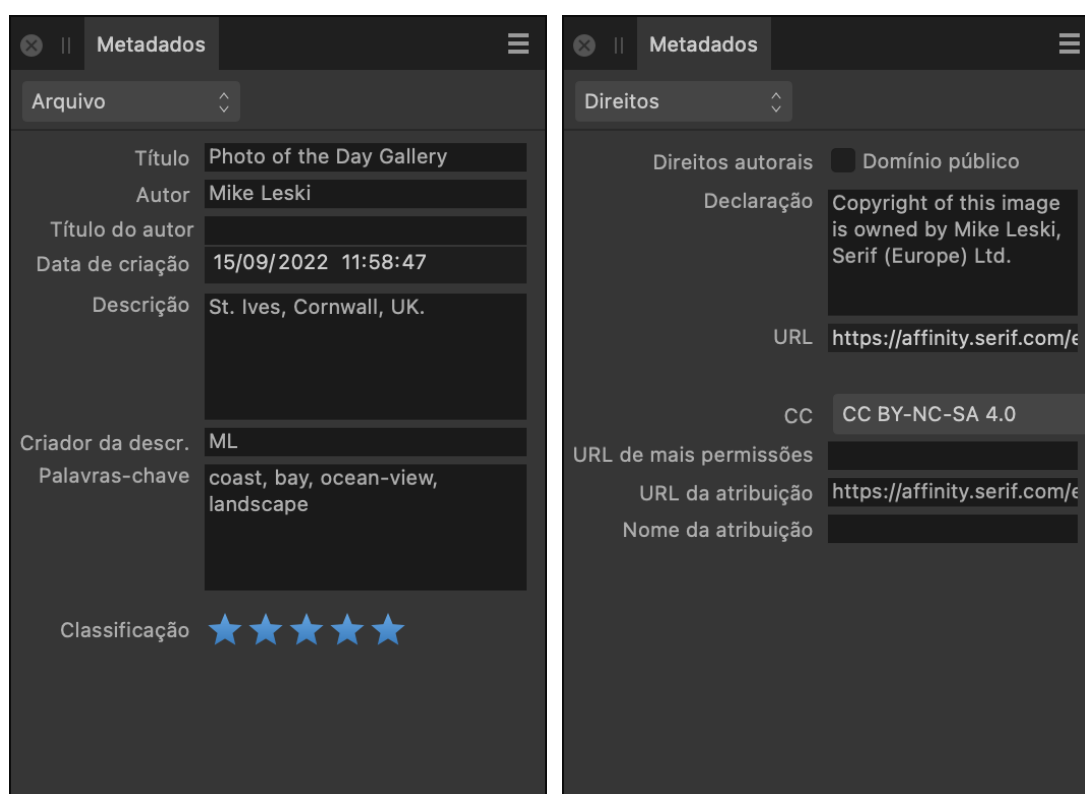 Metadados
Arquivo
Título Photo of the Day Gallery
Autor Mike Leski
Título do autor
Data de criação 15/09/2022 11:58:47
Descrição St. Ives, Cornwall, UK.
Criador da descr. ML
Palavras-chave coast, bay, ocean-view,
landscape
Classificação
Metadados
Direitos
Direitos autorais Domínio público
Declaração Copyright of this image
is owned by Mike Leski,
Serif (Europe) Ltd.
URL https://affinity.serif.com/e
CC CC BY-NC-SA 4.0
URL de mais permissões
URL da atribuição https://affinity.serif.com/e
Nome da atribuição